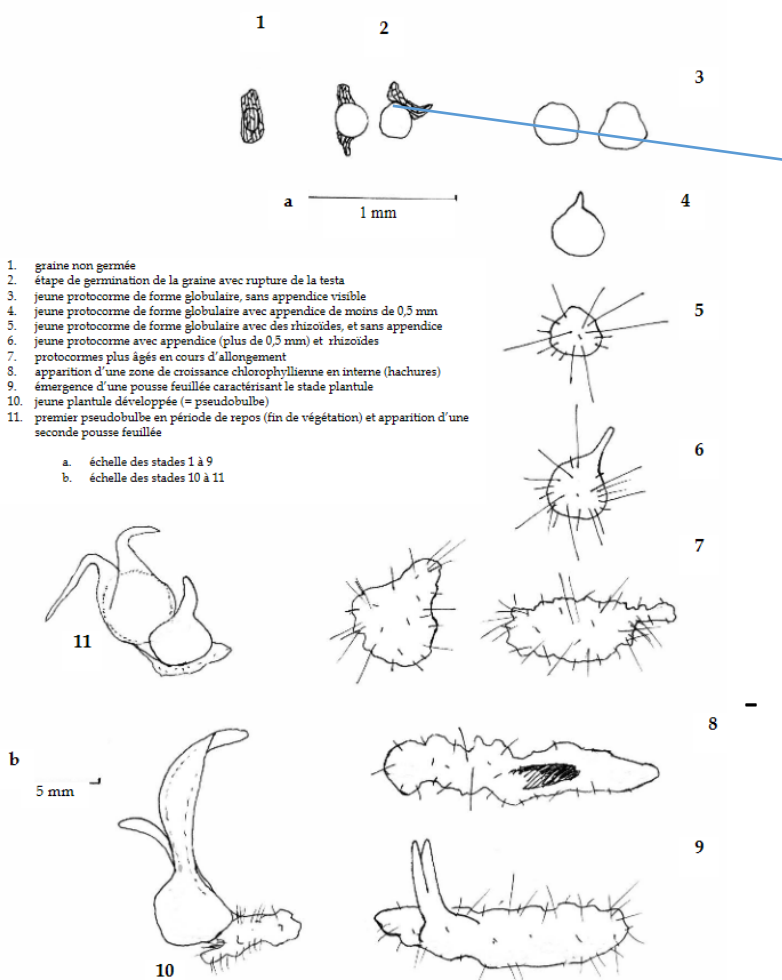 1
2
3
a
1 mm
4
1. graine non germée
2. étape de germination de la graine avec rupture de la testa
3. jeune protocorme de forme globulaire, sans appendice visible
4. jeune protocorme de forme globulaire avec appendice de moins de 0,5 mm
5. jeune protocorme de forme globulaire avec des rhizoïdes, et sans appendice
6. jeune protocome avec appendice (plus de 0,5 mm) et rhizoïdes
7. protocormes plus âgés en cours d'allongement
8. apparition d'une zone de croissance chlorophyllienne en interne (hachures)
9. émergence d'une pousse feuillée caractérisant le stade plantule
10. jeune plantule développée (= pseudobulbe)
11. premier pseudobulbe en période de repos (fin de végétation) et apparition d'une
seconde pousse feuillée
a. échelle des stades 1 à 9
b. échelle des stades 10 à 11
5
6
7
11
8
b
5 mm
9
10